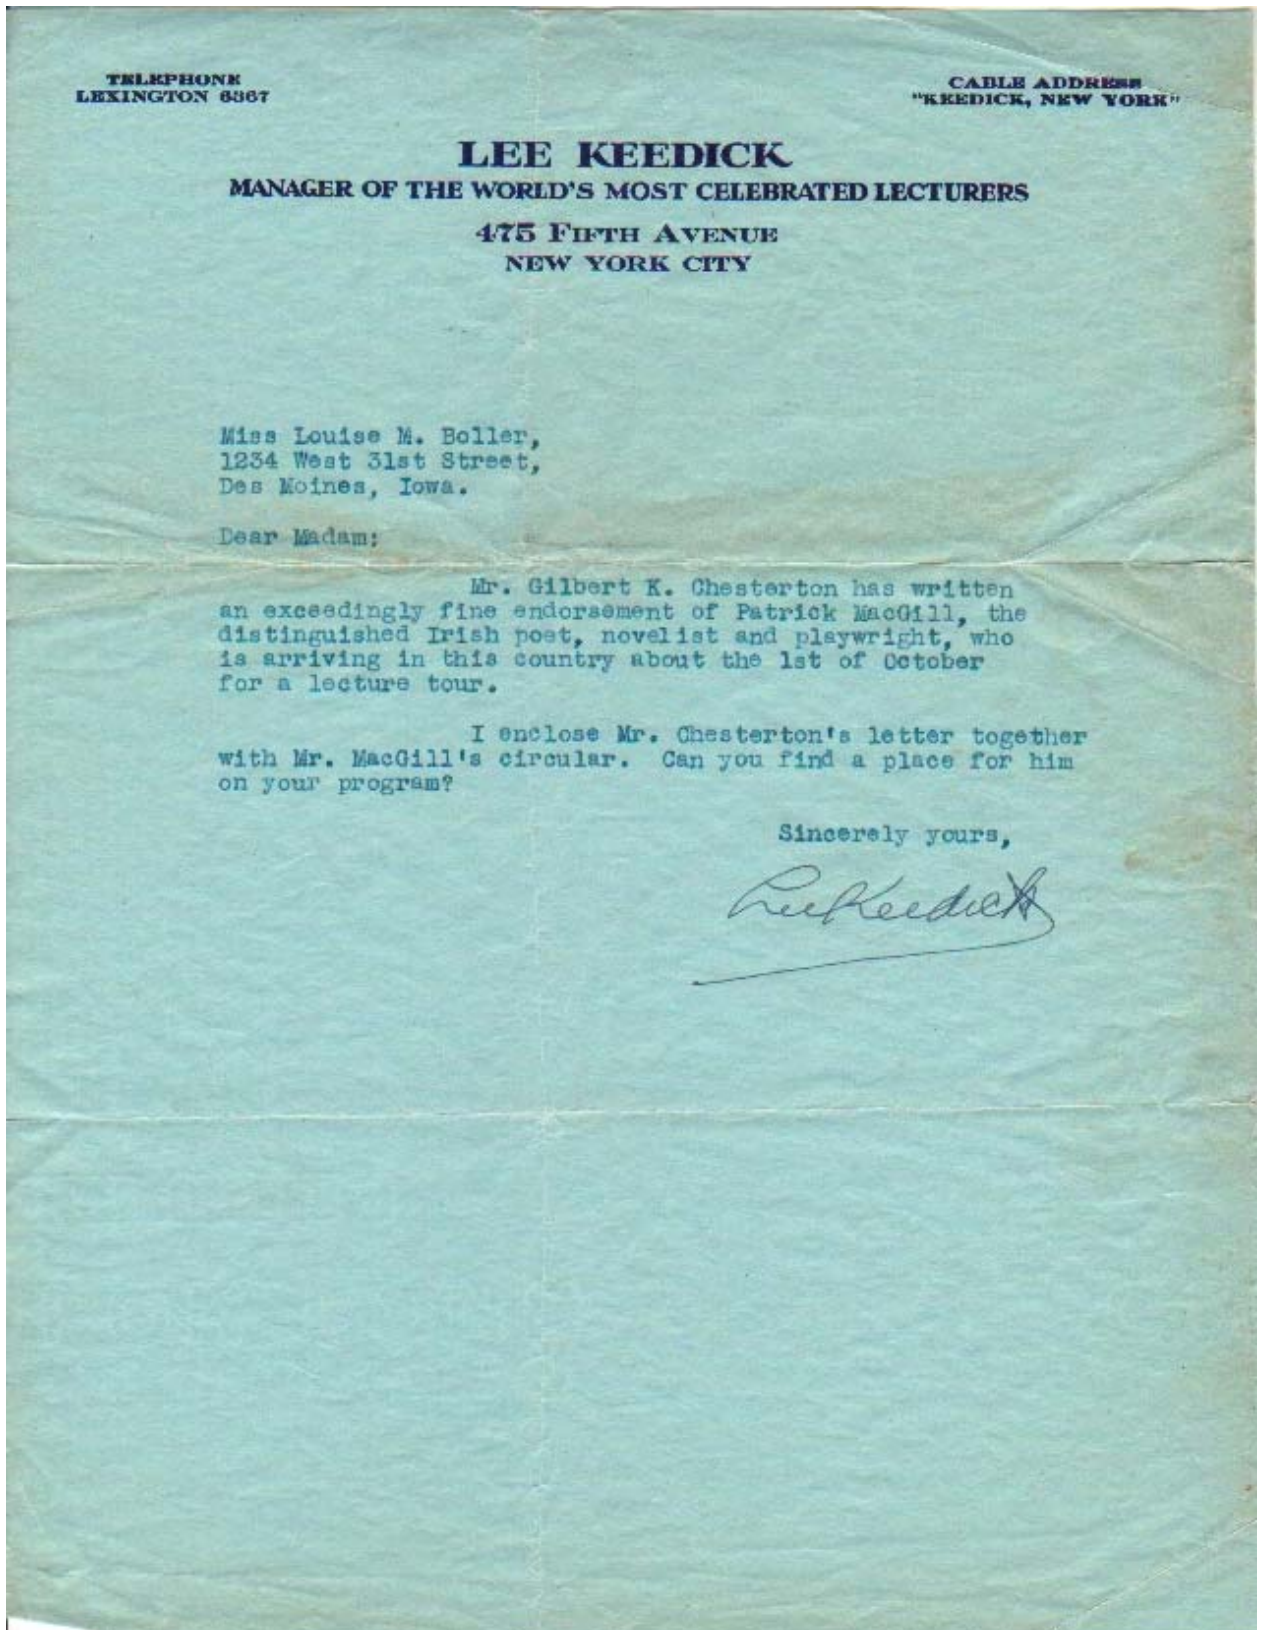 TELEPHONE
LEXINGTON 6367
CABLE ADDRESS
"KEEDICK, NEW YORK"
LEE KEEDICK
MANAGER OF THE WORLD'S MOST CELEBRATED LECTURERS
475 FIFTH AVENUE
NEW YORK CITY
Miss Louise M. Boller,
1234 West 31st Street,
Des Moines, Iowa.
Dear Madam:
Mr. Gilbert K. Chesterton has written
an exceedingly fine endorsement of Patrick MacGill, the
distinguished Irish poet, novelist and playwright, who
is arriving in this country about the 1st of October
for a lecture tour.
I enclose Mr. Chesterton's letter together
with Mr. MacGill's circular. Can you find a place for him
on your program?
Sincerely yours,
Lee Keedick